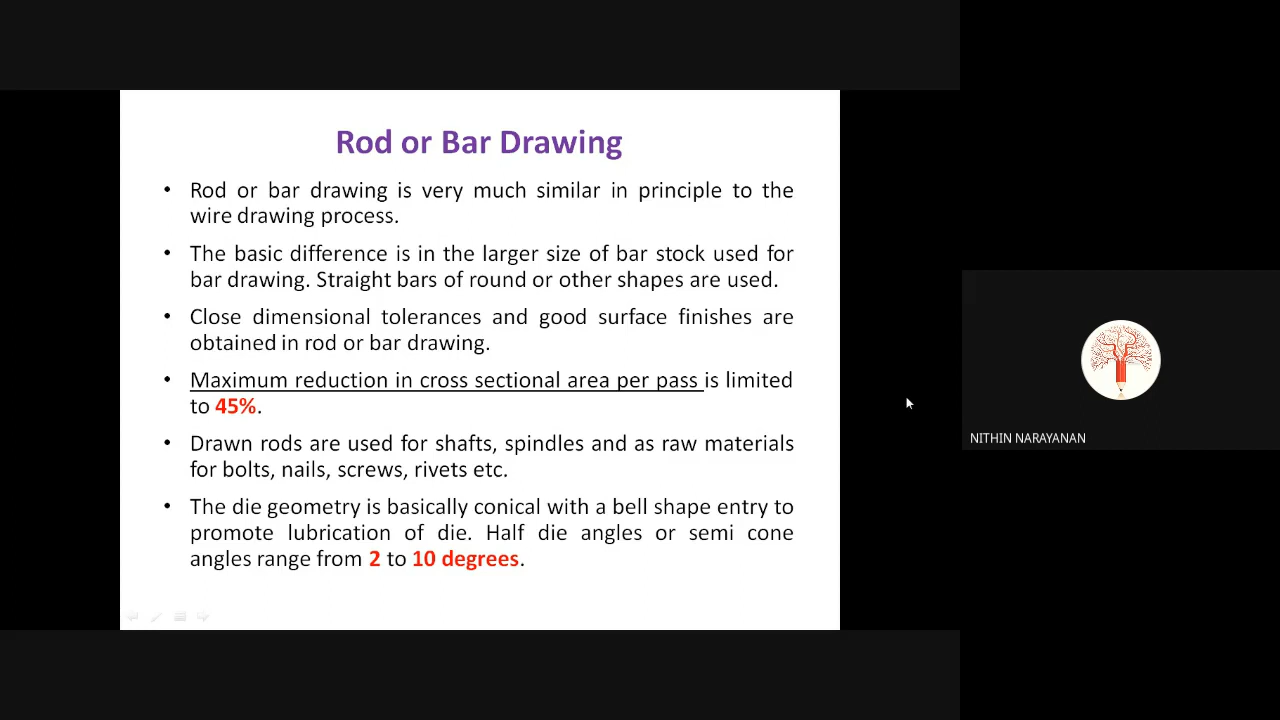 Rod or Bar Drawing
• Rod or bar drawing is very much similar in principle to the
wire drawing process.
• The basic difference is in the larger size of bar stock used for
bar drawing. Straight bars of round or other shapes are used.
• Close dimensional tolerances and good surface finishes are
obtained in rod or bar drawing.
• Maximum reduction in cross sectional area per pass is limited
to 45%.
• Drawn rods are used for shafts, spindles and as raw materials
for bolts, nails, screws, rivets etc.
• The die geometry is basically conical with a bell shape entry to
promote lubrication of die. Half die angles or semi cone
angles range from 2 to 10 degrees.
NITHIN NARAYANAN